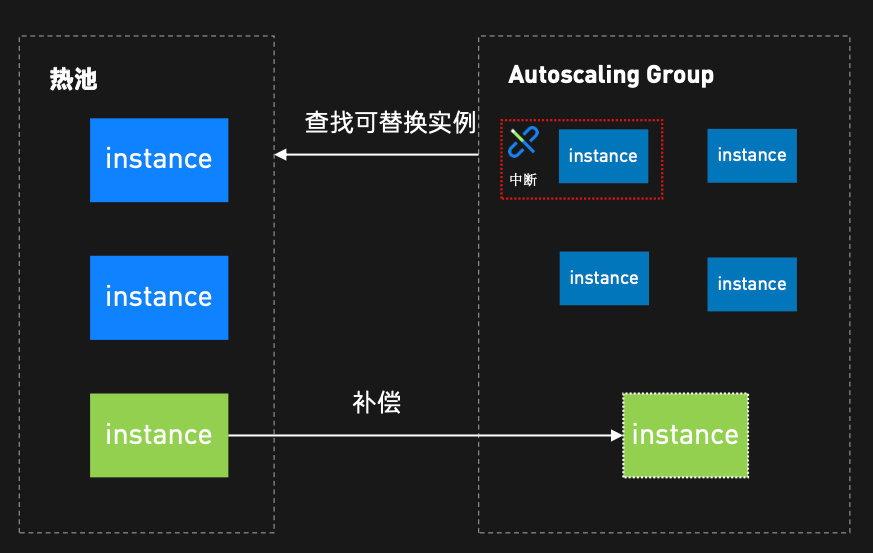 热池
Autoscaling Group
查找可替换实例
instance
instance
instance
中断
instance
instance
instance
补偿
instance
instance